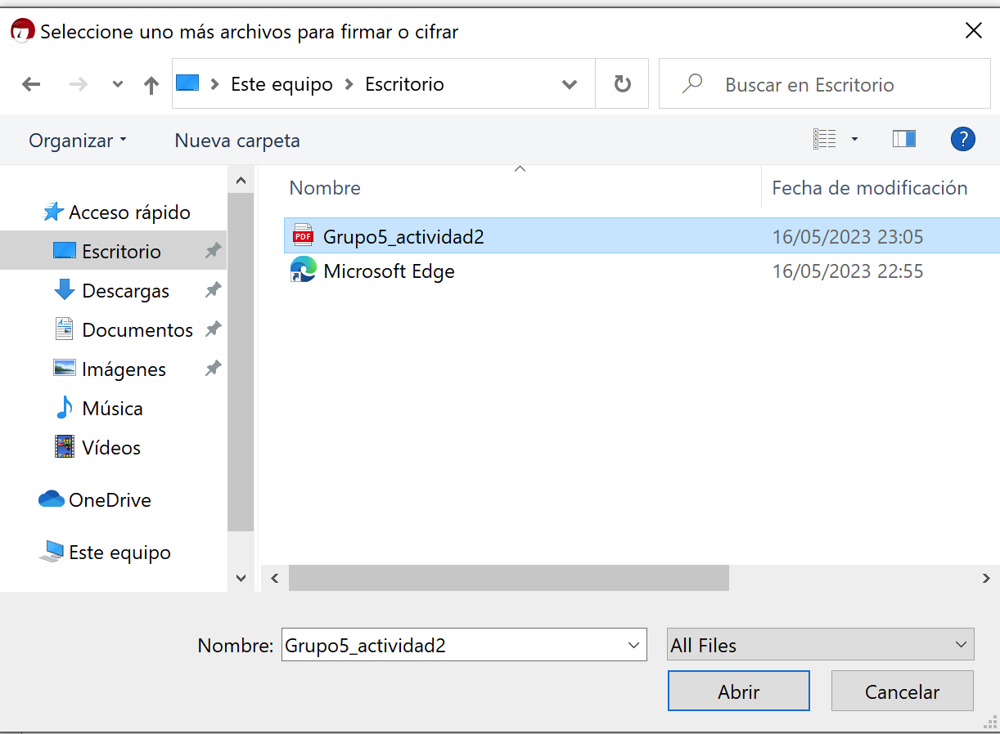 Seleccione uno más archivos para firmar o cifrar
Este equipo > Escritorio
Buscar en Escritorio
Organizar
Nueva carpeta
?
Nombre
Fecha de modificación
Acceso rápido
Escritorio
Descargas
Documentos
Imágenes
Música
Vídeos
OneDrive
Este equipo
PDF Grupo5_actividad2 16/05/2023 23:05
Microsoft Edge 16/05/2023 22:55
Nombre: Grupo5_actividad2
All Files
Abrir
Cancelar